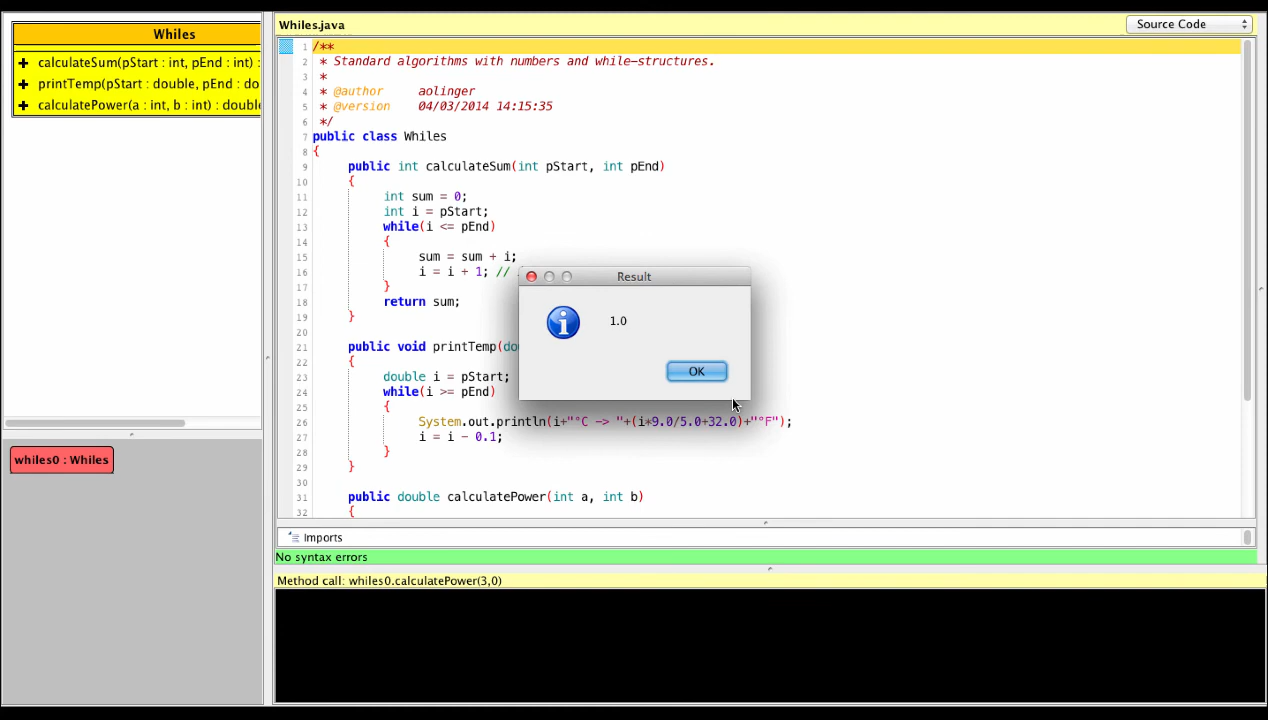 Whiles
calculateSum(pStart : int, pEnd : int) :
printTemp(pStart : double, pEnd : do
calculatePower(a : int, b : int) : double
whiles0 : Whiles
Whiles.java
Source Code
1 /**
2 * Standard algorithms with numbers and while-structures.
3 *
4 * @author aolinger
5 * @version 04/03/2014 14:15:35
6 */
7 public class Whiles
8 {
9 public int calculateSum(int pStart, int pEnd)
10 {
11 int sum = 0;
12 int i = pStart;
13 while(i <= pEnd)
14 {
15 sum = sum + i;
16 i = i + 1; //
17 }
18 return sum;
19 }
20
21 public void printTemp(do
22 {
23 double i = pStart;
24 while(i >= pEnd)
25 {
26 System.out.println(i+"°C -> "+(i*9.0/5.0+32.0)+"°F");
27 i = i - 0.1;
28 }
29 }
30
31 public double calculatePower(int a, int b)
32 {
Result
1.0
OK
Imports
No syntax errors
Method call: whiles0.calculatePower(3,0)